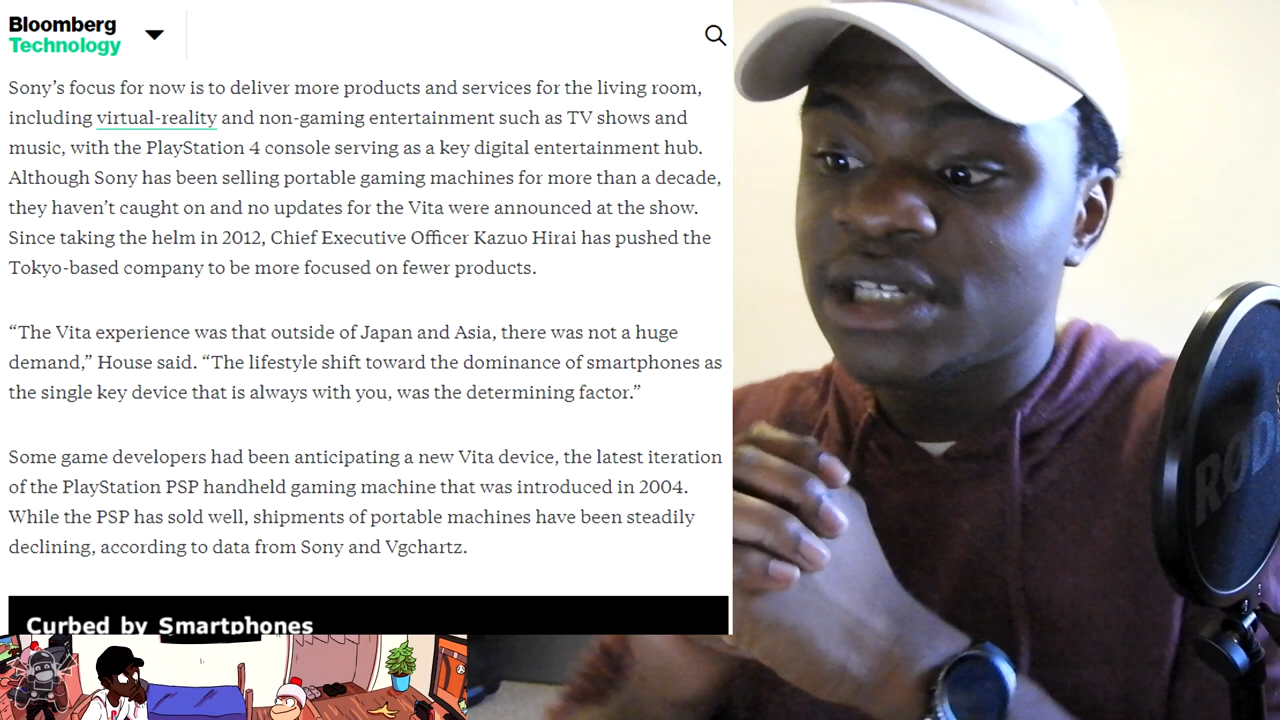 Bloomberg
Technology
Sony’s focus for now is to deliver more products and services for the living room,
including virtual-reality and non-gaming entertainment such as TV shows and
music, with the PlayStation 4 console serving as a key digital entertainment hub.
Although Sony has been selling portable gaming machines for more than a decade,
they haven’t caught on and no updates for the Vita were announced at the show.
Since taking the helm in 2012, Chief Executive Officer Kazuo Hirai has pushed the
Tokyo-based company to be more focused on fewer products.
“The Vita experience was that outside of Japan and Asia, there was not a huge
demand,” House said. “The lifestyle shift toward the dominance of smartphones as
the single key device that is always with you, was the determining factor.”
Some game developers had been anticipating a new Vita device, the latest iteration
of the PlayStation PSP handheld gaming machine that was introduced in 2004.
While the PSP has sold well, shipments of portable machines have been steadily
declining, according to data from Sony and Vgchartz.
Curbed by Smartphones